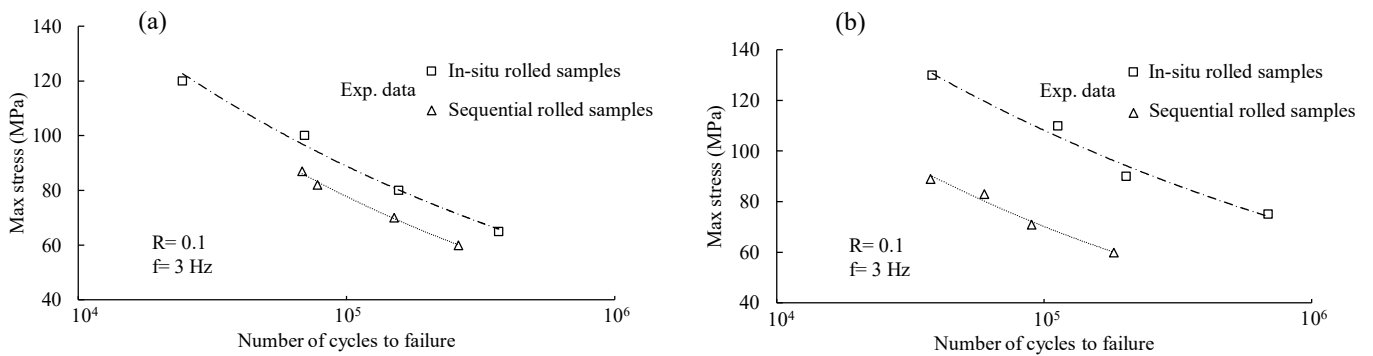 (a)
140
120
100
80
60
40
Max stress (MPa)
In-situ rolled samples
Exp. data
Sequential rolled samples
R= 0.1
f= 3 Hz
10⁴
10⁵
10⁶
Number of cycles to failure
(b)
140
120
100
80
60
40
Max stress (MPa)
In-situ rolled samples
Exp. data
Sequential rolled samples
R= 0.1
f= 3 Hz
10⁴
10⁵
10⁶
Number of cycles to failure